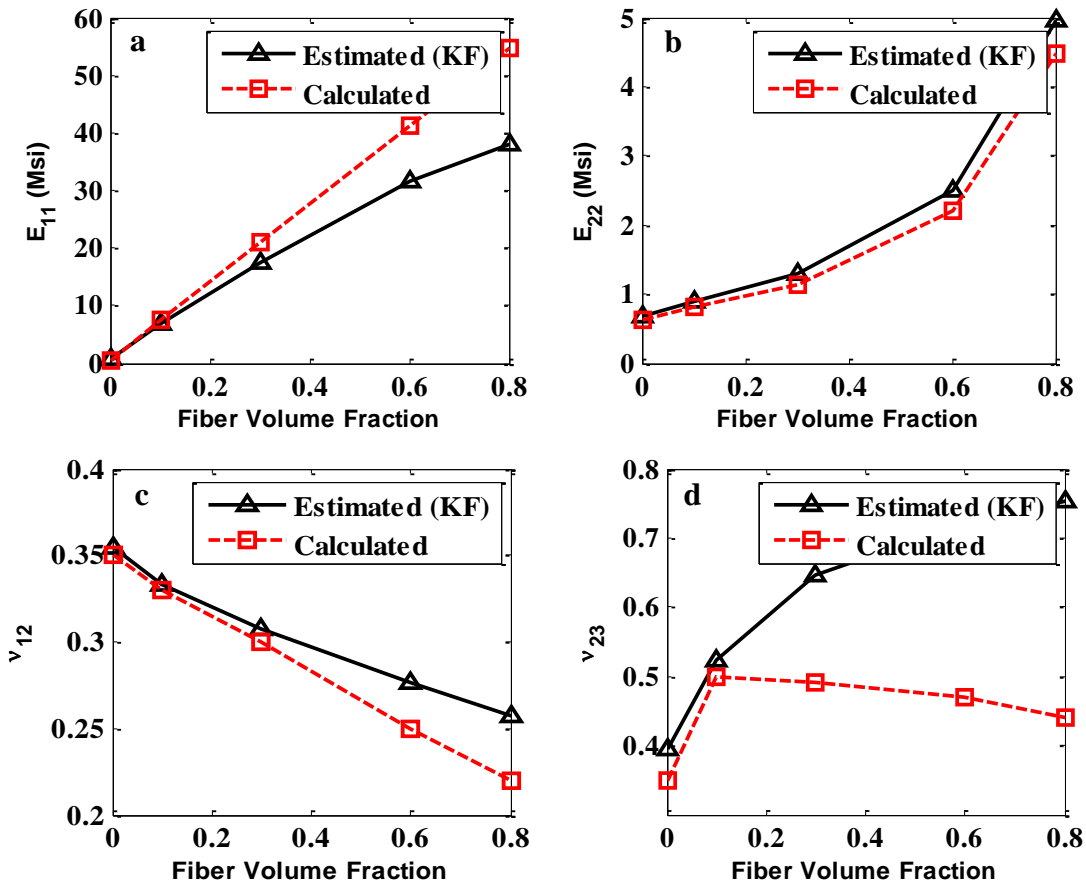 a
Estimated (KF)
Calculated
60
50
40
30
20
10
0
E11 (Msi)
0 0.2 0.4 0.6 0.8
Fiber Volume Fraction
b
Estimated (KF)
Calculated
5
4
3
2
1
0
E22 (Msi)
0 0.2 0.4 0.6 0.8
Fiber Volume Fraction
c
Estimated (KF)
Calculated
0.4
0.35
0.3
0.25
0.2
ν12
0 0.2 0.4 0.6 0.8
Fiber Volume Fraction
d
Estimated (KF)
Calculated
0.8
0.7
0.6
0.5
0.4
ν23
0 0.2 0.4 0.6 0.8
Fiber Volume Fraction